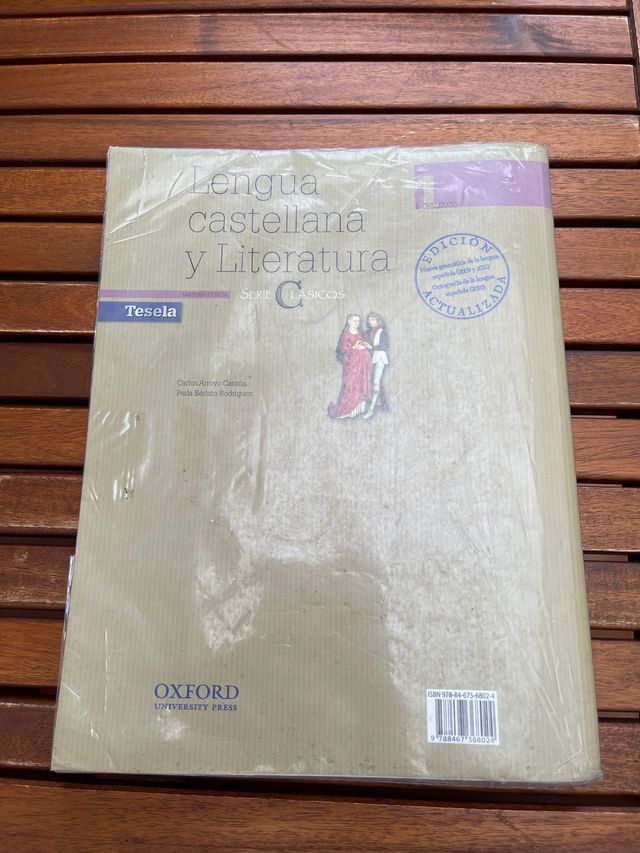 Lengua
castellana
y Literatura
1
BACHILLERATO
EDICIÓN
Nueva gramática de la lengua
española (2009 y 2011)
Ortografía de la lengua
española (2010)
ACTUALIZADA
MATERIA COMÚN
SERIE CLÁSICOS
Tesela
Carlos Arroyo Cantón
Perla Berlato Rodríguez
OXFORD
UNIVERSITY PRESS
ISBN 978-84-673-6802-4
9 788467 368024